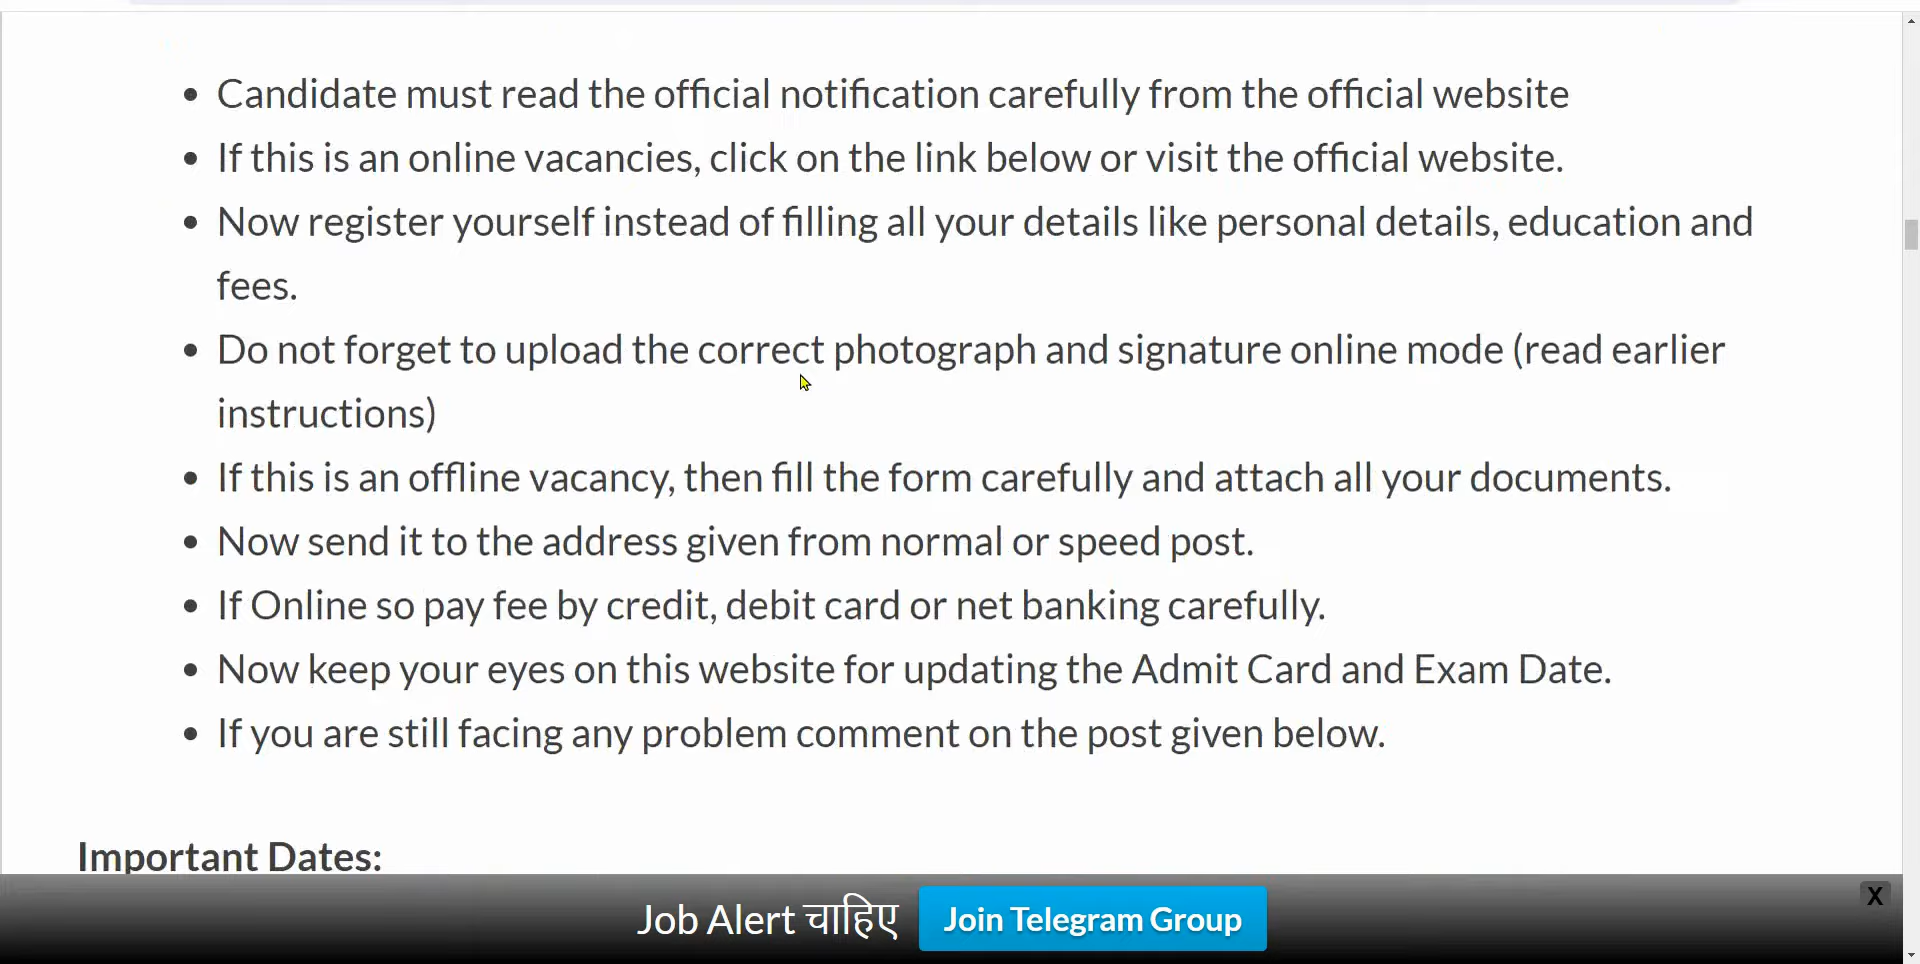 • Candidate must read the official notification carefully from the official website
• If this is an online vacancies, click on the link below or visit the official website.
• Now register yourself instead of filling all your details like personal details, education and
fees.
• Do not forget to upload the correct photograph and signature online mode (read earlier
instructions)
• If this is an offline vacancy, then fill the form carefully and attach all your documents.
• Now send it to the address given from normal or speed post.
• If Online so pay fee by credit, debit card or net banking carefully.
• Now keep your eyes on this website for updating the Admit Card and Exam Date.
• If you are still facing any problem comment on the post given below.
Important Dates:
X
Job Alert चाहिए Join Telegram Group